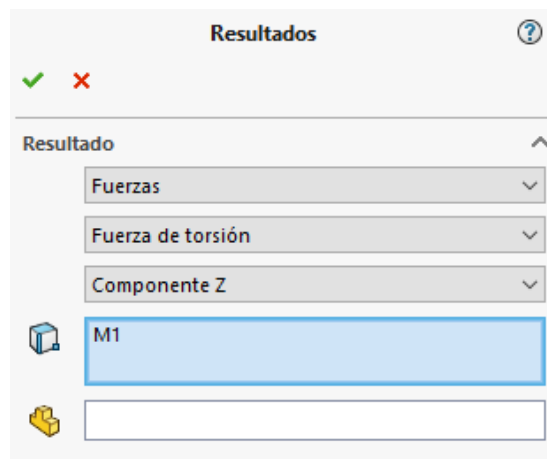 Resultados
Resultado
Fuerzas
Fuerza de torsión
Componente Z
M1